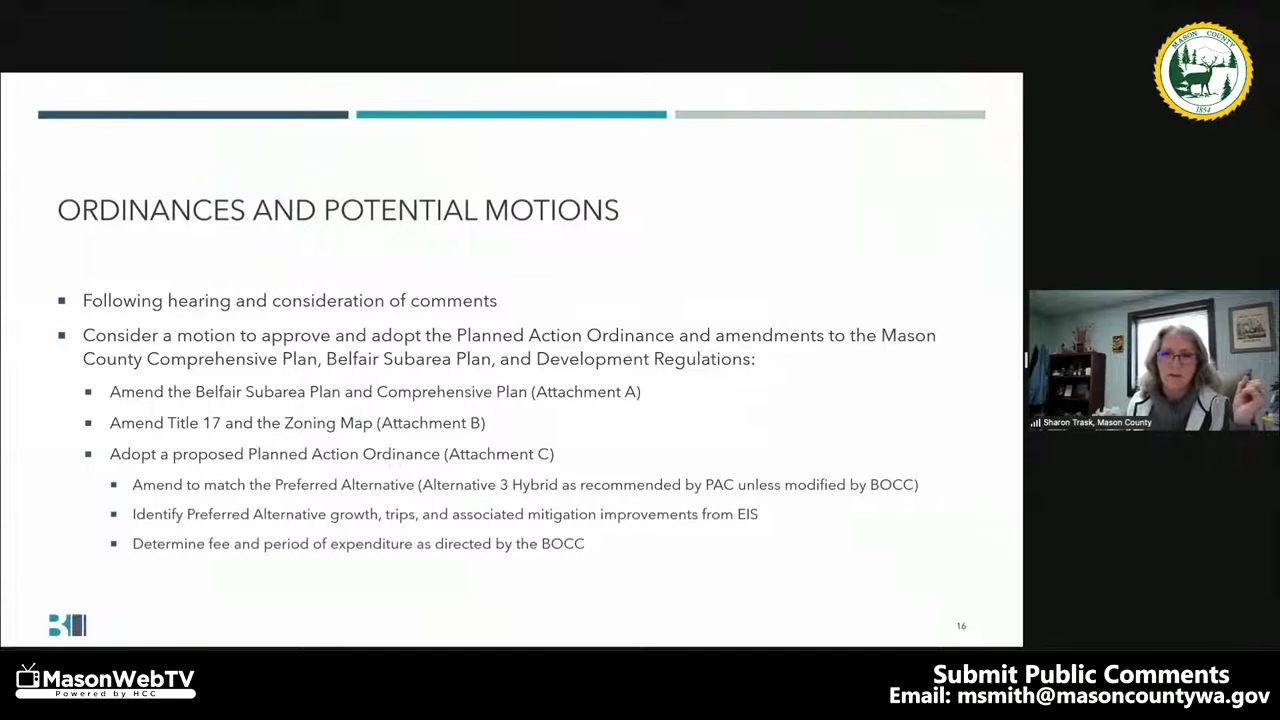 MASON COUNTY
1854
ORDINANCES AND POTENTIAL MOTIONS
Following hearing and consideration of comments
Consider a motion to approve and adopt the Planned Action Ordinance and amendments to the Mason
County Comprehensive Plan, Belfair Subarea Plan, and Development Regulations:
Amend the Belfair Subarea Plan and Comprehensive Plan (Attachment A)
Amend Title 17 and the Zoning Map (Attachment B)
Adopt a proposed Planned Action Ordinance (Attachment C)
Amend to match the Preferred Alternative (Alternative 3 Hybrid as recommended by PAC unless modified by BOCC)
Identify Preferred Alternative growth, trips, and associated mitigation improvements from EIS
Determine fee and period of expenditure as directed by the BOCC
16
Sharon Trask, Mason County
MasonWebTV
Powered by HCC
Submit Public Comments
Email: msmith@masoncountywa.gov